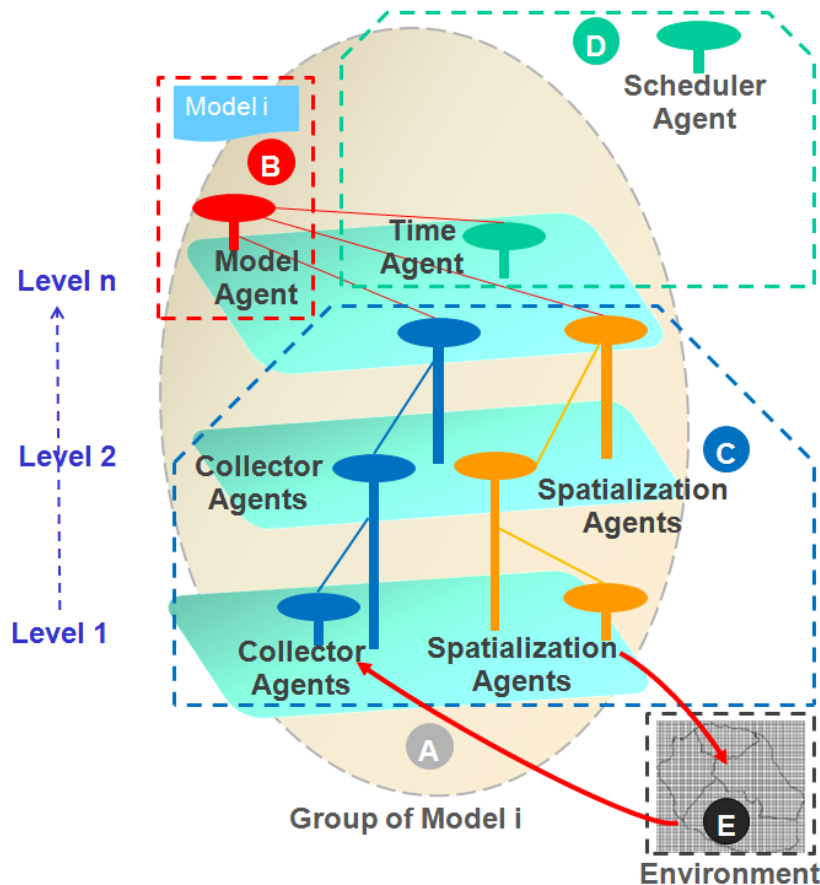 D
Scheduler
Agent
Model i
B
Time
Agent
Model
Agent
Level n
C
Level 2
Collector
Agents
Spatialization
Agents
Level 1
Collector
Agents
Spatialization
Agents
A
Group of Model i
E
Environment